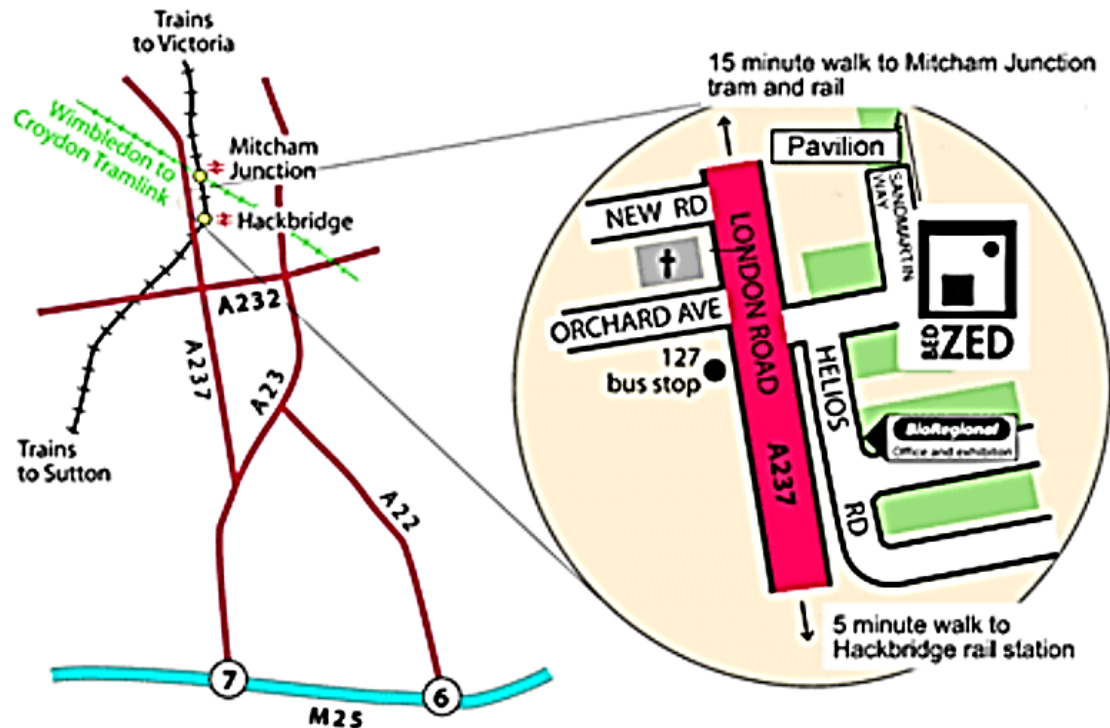 Trains
to Victoria
Wimbledon to
Croydon Tramlink
Mitcham
Junction
Hackbridge
A232
A237
A23
Trains
to Sutton
A22
7
6
M25
15 minute walk to Mitcham Junction
tram and rail
Pavilion
SANDMARTIN
WAY
NEW RD
LONDON ROAD
ORCHARD AVE
BED
ZED
127
bus stop
HELIOS
RD
BioRegional
Office and exhibition
A237
5 minute walk to
Hackbridge rail station